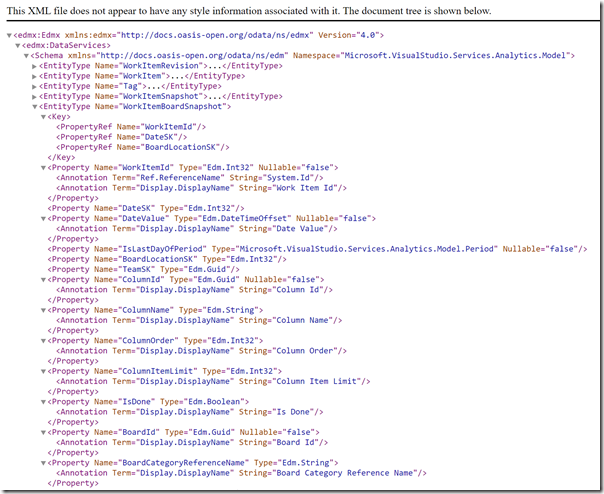 This XML file does not appear to have any style information associated with it. The document tree is shown below.
<edmx:Edmx xmlns:edmx="http://docs.oasis-open.org/odata/ns/edmx" Version="4.0">
<edmx:DataServices>
<Schema xmlns="http://docs.oasis-open.org/odata/ns/edm" Namespace="Microsoft.VisualStudio.Services.Analytics.Model">
<EntityType Name="WorkItemRevision">...</EntityType>
<EntityType Name="WorkItem">...</EntityType>
<EntityType Name="Tag">...</EntityType>
<EntityType Name="WorkItemSnapshot">...</EntityType>
<EntityType Name="WorkItemBoardSnapshot">
<Key>
<PropertyRef Name="WorkItemId"/>
<PropertyRef Name="DateSK"/>
<PropertyRef Name="BoardLocationSK"/>
</Key>
<Property Name="WorkItemId" Type="Edm.Int32" Nullable="false">
<Annotation Term="Ref.ReferenceName" String="System.Id"/>
<Annotation Term="Display.DisplayName" String="Work Item Id"/>
</Property>
<Property Name="DateSK" Type="Edm.Int32"/>
<Property Name="DateValue" Type="Edm.DateTimeOffset" Nullable="false">
<Annotation Term="Display.DisplayName" String="Date Value"/>
</Property>
<Property Name="IsLastDayOfPeriod" Type="Microsoft.VisualStudio.Services.Analytics.Model.Period" Nullable="false"/>
<Property Name="BoardLocationSK" Type="Edm.Int32"/>
<Property Name="TeamSK" Type="Edm.Guid"/>
<Property Name="ColumnId" Type="Edm.Guid" Nullable="false">
<Annotation Term="Display.DisplayName" String="Column Id"/>
</Property>
<Property Name="ColumnName" Type="Edm.String">
<Annotation Term="Display.DisplayName" String="Column Name"/>
</Property>
<Property Name="ColumnOrder" Type="Edm.Int32">
<Annotation Term="Display.DisplayName" String="Column Order"/>
</Property>
<Property Name="ColumnItemLimit" Type="Edm.Int32">
<Annotation Term="Display.DisplayName" String="Column Item Limit"/>
</Property>
<Property Name="IsDone" Type="Edm.Boolean">
<Annotation Term="Display.DisplayName" String="Is Done"/>
</Property>
<Property Name="BoardId" Type="Edm.Guid" Nullable="false">
<Annotation Term="Display.DisplayName" String="Board Id"/>
</Property>
<Property Name="BoardCategoryReferenceName" Type="Edm.String">
<Annotation Term="Display.DisplayName" String="Board Category Reference Name"/>
</Property>